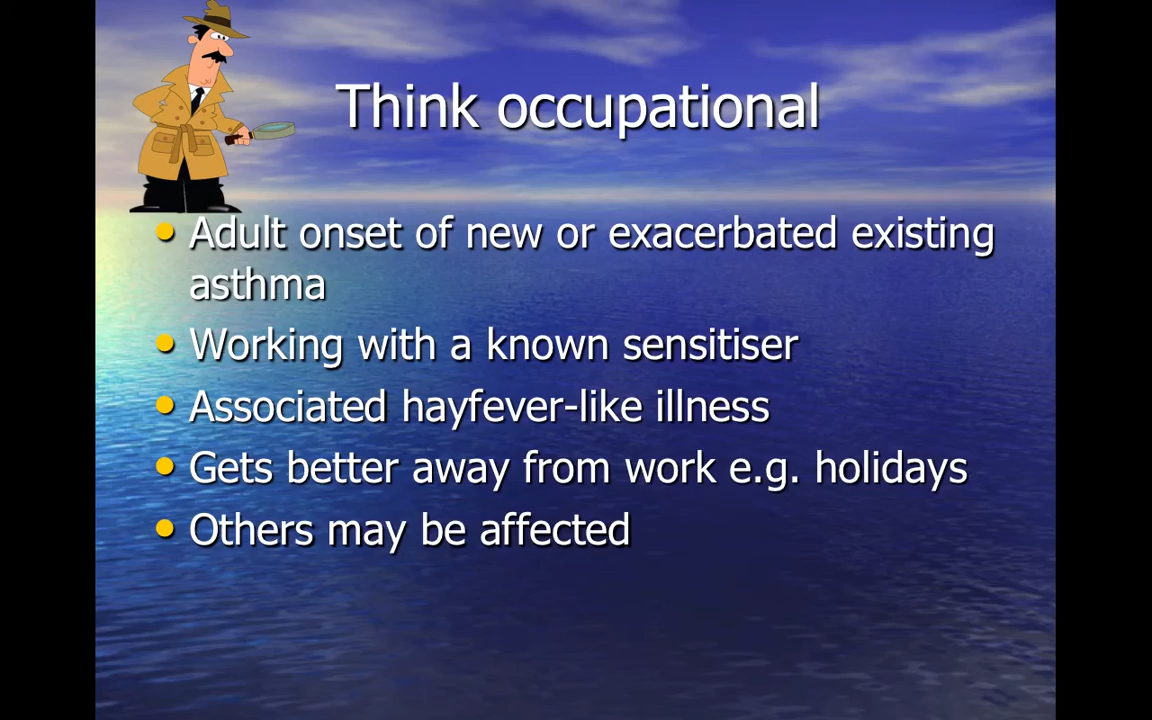 Think occupational
• Adult onset of new or exacerbated existing
asthma
• Working with a known sensitiser
• Associated hayfever-like illness
• Gets better away from work e.g. holidays
• Others may be affected